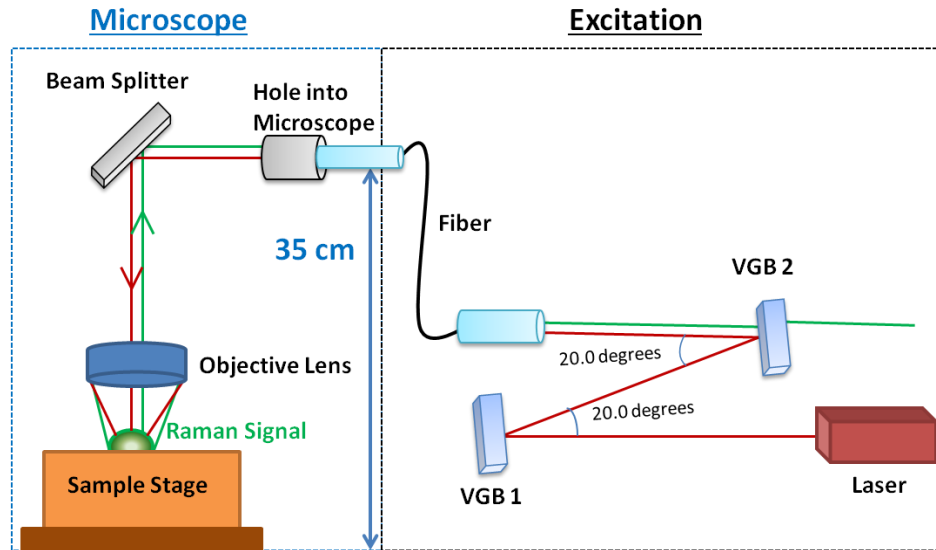 Microscope
Excitation
Beam Splitter
Hole into
Microscope
Fiber
35 cm
VGB 2
20.0 degrees
Objective Lens
20.0 degrees
Raman Signal
Sample Stage
VGB 1
Laser